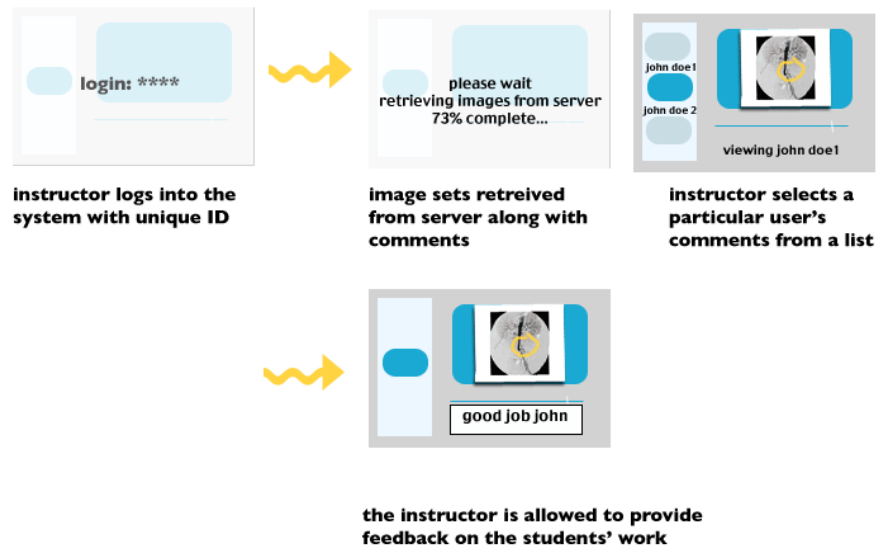 login: ****
please wait
retrieving images from server
73% complete...
john doe1
john doe 2
viewing john doe1
instructor logs into the
system with unique ID
image sets retreived
from server along with
comments
instructor selects a
particular user's
comments from a list
good job john
the instructor is allowed to provide
feedback on the students' work